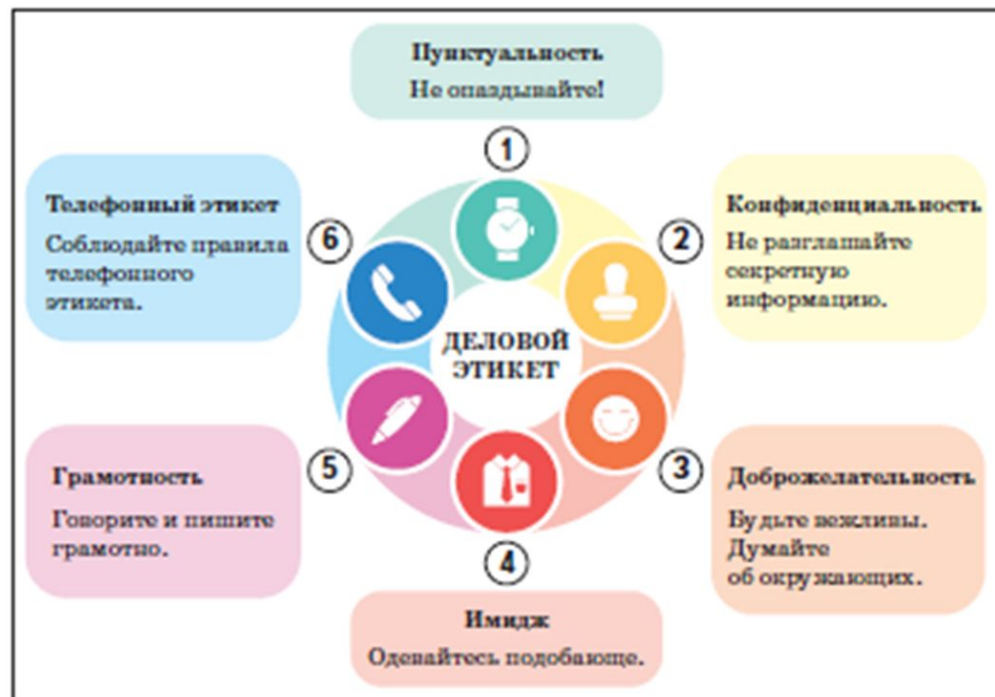 Пунктуальность
Не опаздывайте!
1
Конфиденциальность
Не разглашайте
секретную
информацию.
2
Доброжелательность
Будьте вежливы.
Думайте
об окружающих.
3
4
Имидж
Одевайтесь подобающе.
Грамотность
Говорите и пишите
грамотно.
5
Телефонный этикет
Соблюдайте правила
телефонного
этикета.
6
ДЕЛОВОЙ
ЭТИКЕТ